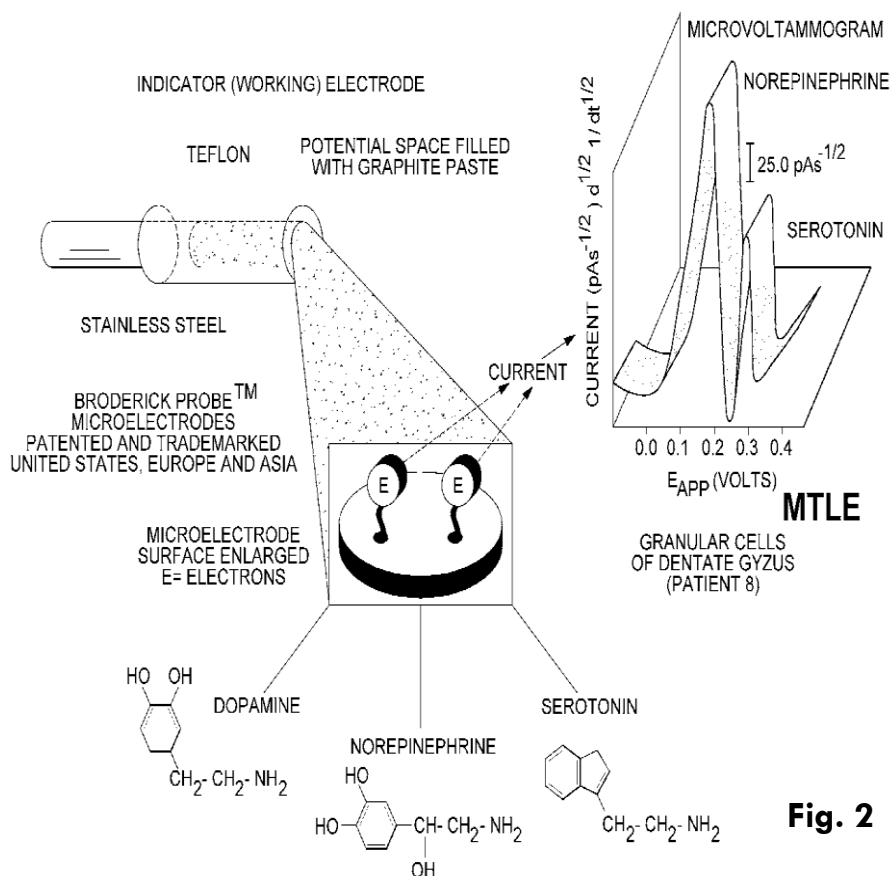 MICROVOLTAMMOGRAM
INDICATOR (WORKING) ELECTRODE
NOREPINEPHRINE
TEFLON
POTENTIAL SPACE FILLED
WITH GRAPHITE PASTE
25.0 pAs-1/2
SEROTONIN
CURRENT (pAs-1/2) d1/2 1/dt1/2
STAINLESS STEEL
CURRENT
BRODERICK PROBE™
MICROELECTRODES
PATENTED AND TRADEMARKED
UNITED STATES, EUROPE AND ASIA
0.0 0.1 0.2 0.3 0.4
EAPP (VOLTS)
MTLE
E E
MICROELECTRODE
SURFACE ENLARGED
E= ELECTRONS
GRANULAR CELLS
OF DENTATE GYZUS
(PATIENT 8)
DOPAMINE
HO OH
CH2-CH2-NH2
NOREPINEPHRINE
HO
HO
CH-CH2-NH2
OH
SEROTONIN
CH2-CH2-NH2
Fig. 2